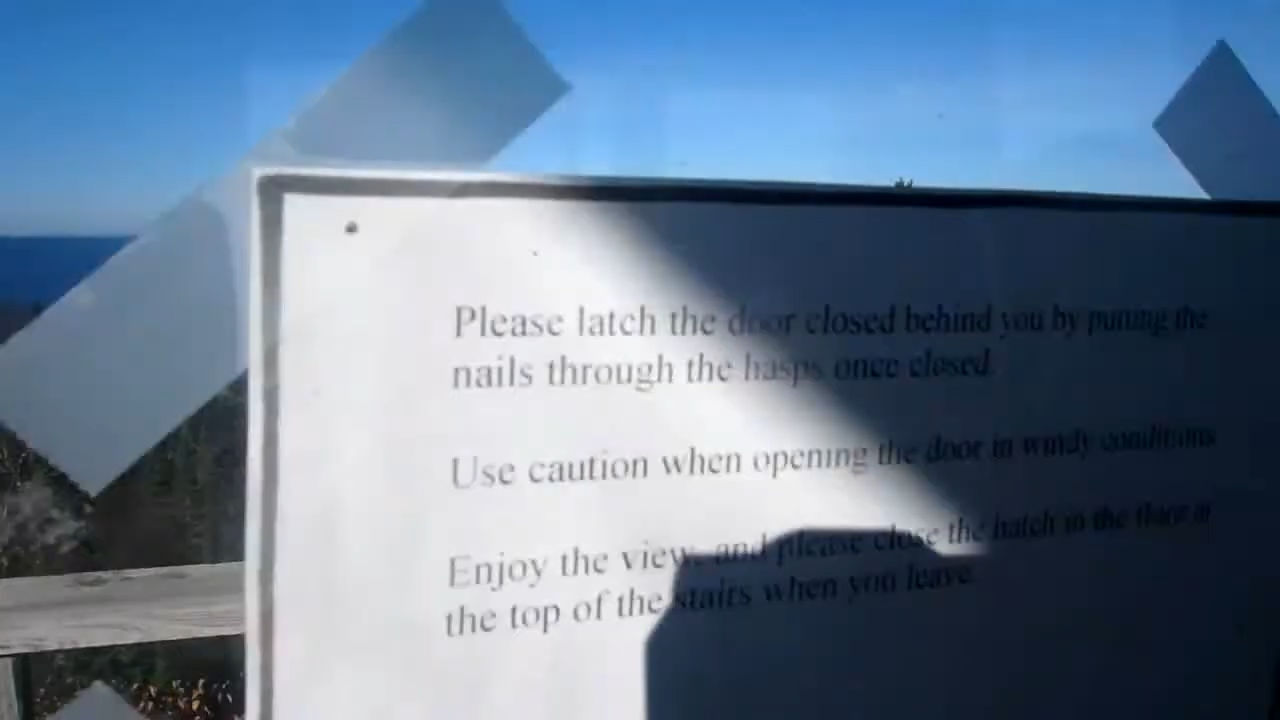 Please latch the door closed behind you by putting the
nails through the hasps once closed.
Use caution when opening the door in windy conditions
Enjoy the view, and please close the hatch in the floor at
the top of the stairs when you leave